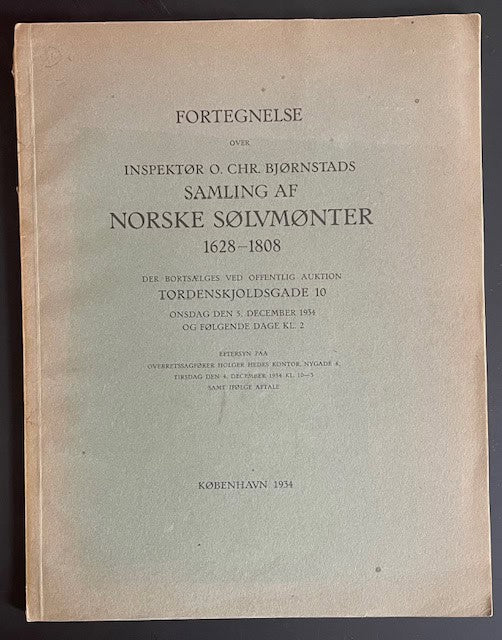 FORTEGNELSE
OVER
INSPEKTØR O. CHR. BJØRNSTADS
SAMLING AF
NORSKE SØLVMØNTER
1628–1808
DER BORTSÆLGES VED OFFENTLIG AUKTION
TORDENSKJOLDSGADE 10
ONSDAG DEN 5. DECEMBER 1934
OG FØLGENDE DAGE KL. 2
EFTERSYN PAA
OVERRETSSAGFØRER HOLGER HEDES KONTOR, NYGADE
TIRSDAG DEN 4. DECEMBER 1934 KL. 10–3
SAMT IFØLGE AFTALE
KØBENHAVN 1934